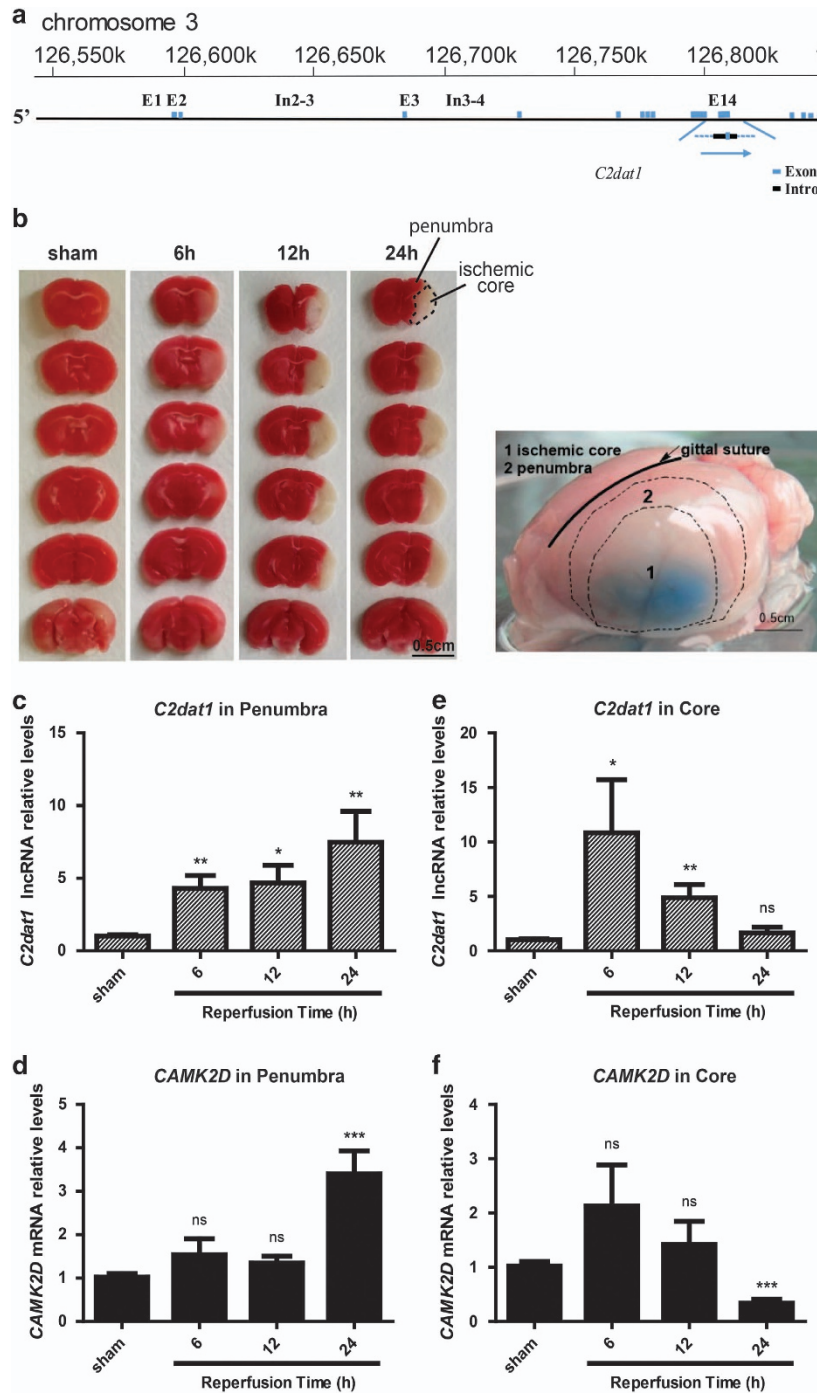 a chromosome 3
126,550k 126,600k 126,650k 126,700k 126,750k 126,800k
E1 E2 In2-3 E3 In3-4 E14
5'
C2dat1
Exon
Intro
b
sham 6h 12h 24h
penumbra
ischemic
core
0.5cm
1 ischemic core
2 penumbra
gittal suture
2
1
0.5cm
c
C2dat1 in Penumbra
C2dat1 lncRNA relative levels
15
10
5
0
** * **
sham 6 12 24
Reperfusion Time (h)
e
C2dat1 in Core
C2dat1 lncRNA relative levels
20
15
10
5
0
* ** ns
sham 6 12 24
Reperfusion Time (h)
d
CAMK2D in Penumbra
CAMK2D mRNA relative levels
5
4
3
2
1
0
ns ns ***
sham 6 12 24
Reperfusion Time (h)
f
CAMK2D in Core
CAMK2D mRNA relative levels
4
3
2
1
0
ns ns ***
sham 6 12 24
Reperfusion Time (h)